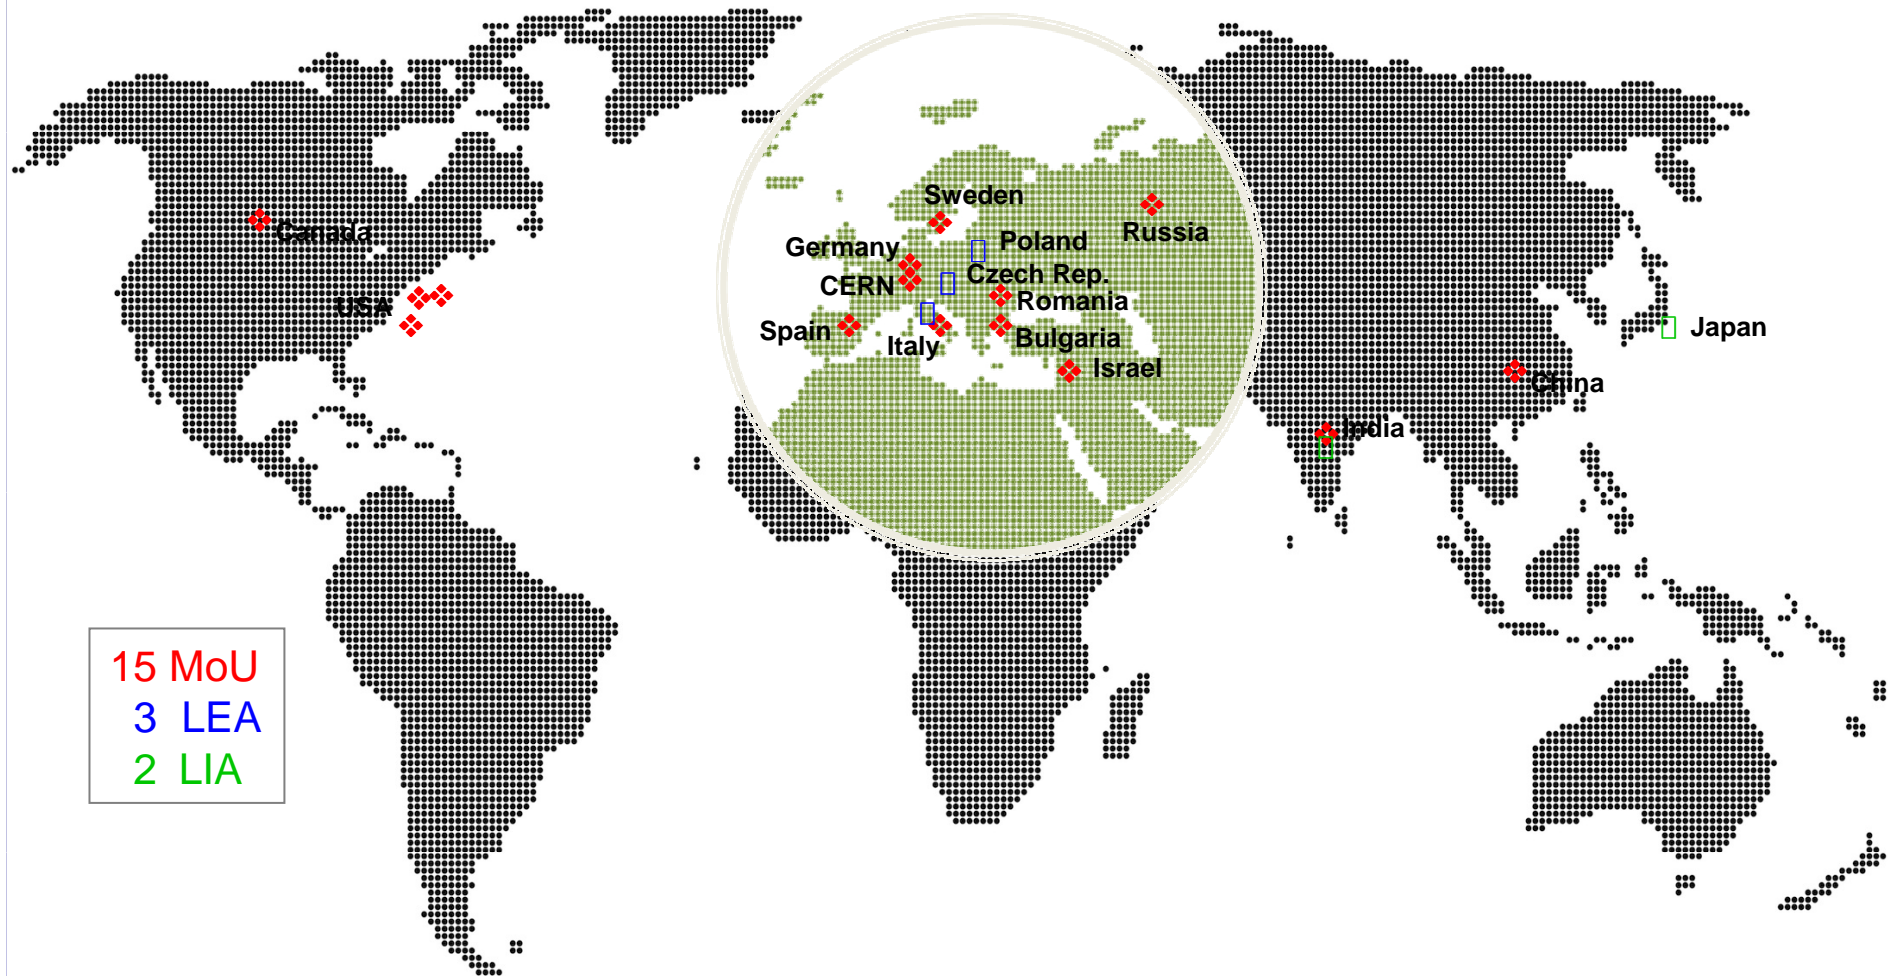 Sweden
Canada
Russia
Germany
Poland
CERN
Czech Rep.
USA
Romania
Spain
Italy
Bulgaria
Japan
Israel
China
India
15 MoU
3 LEA
2 LIA